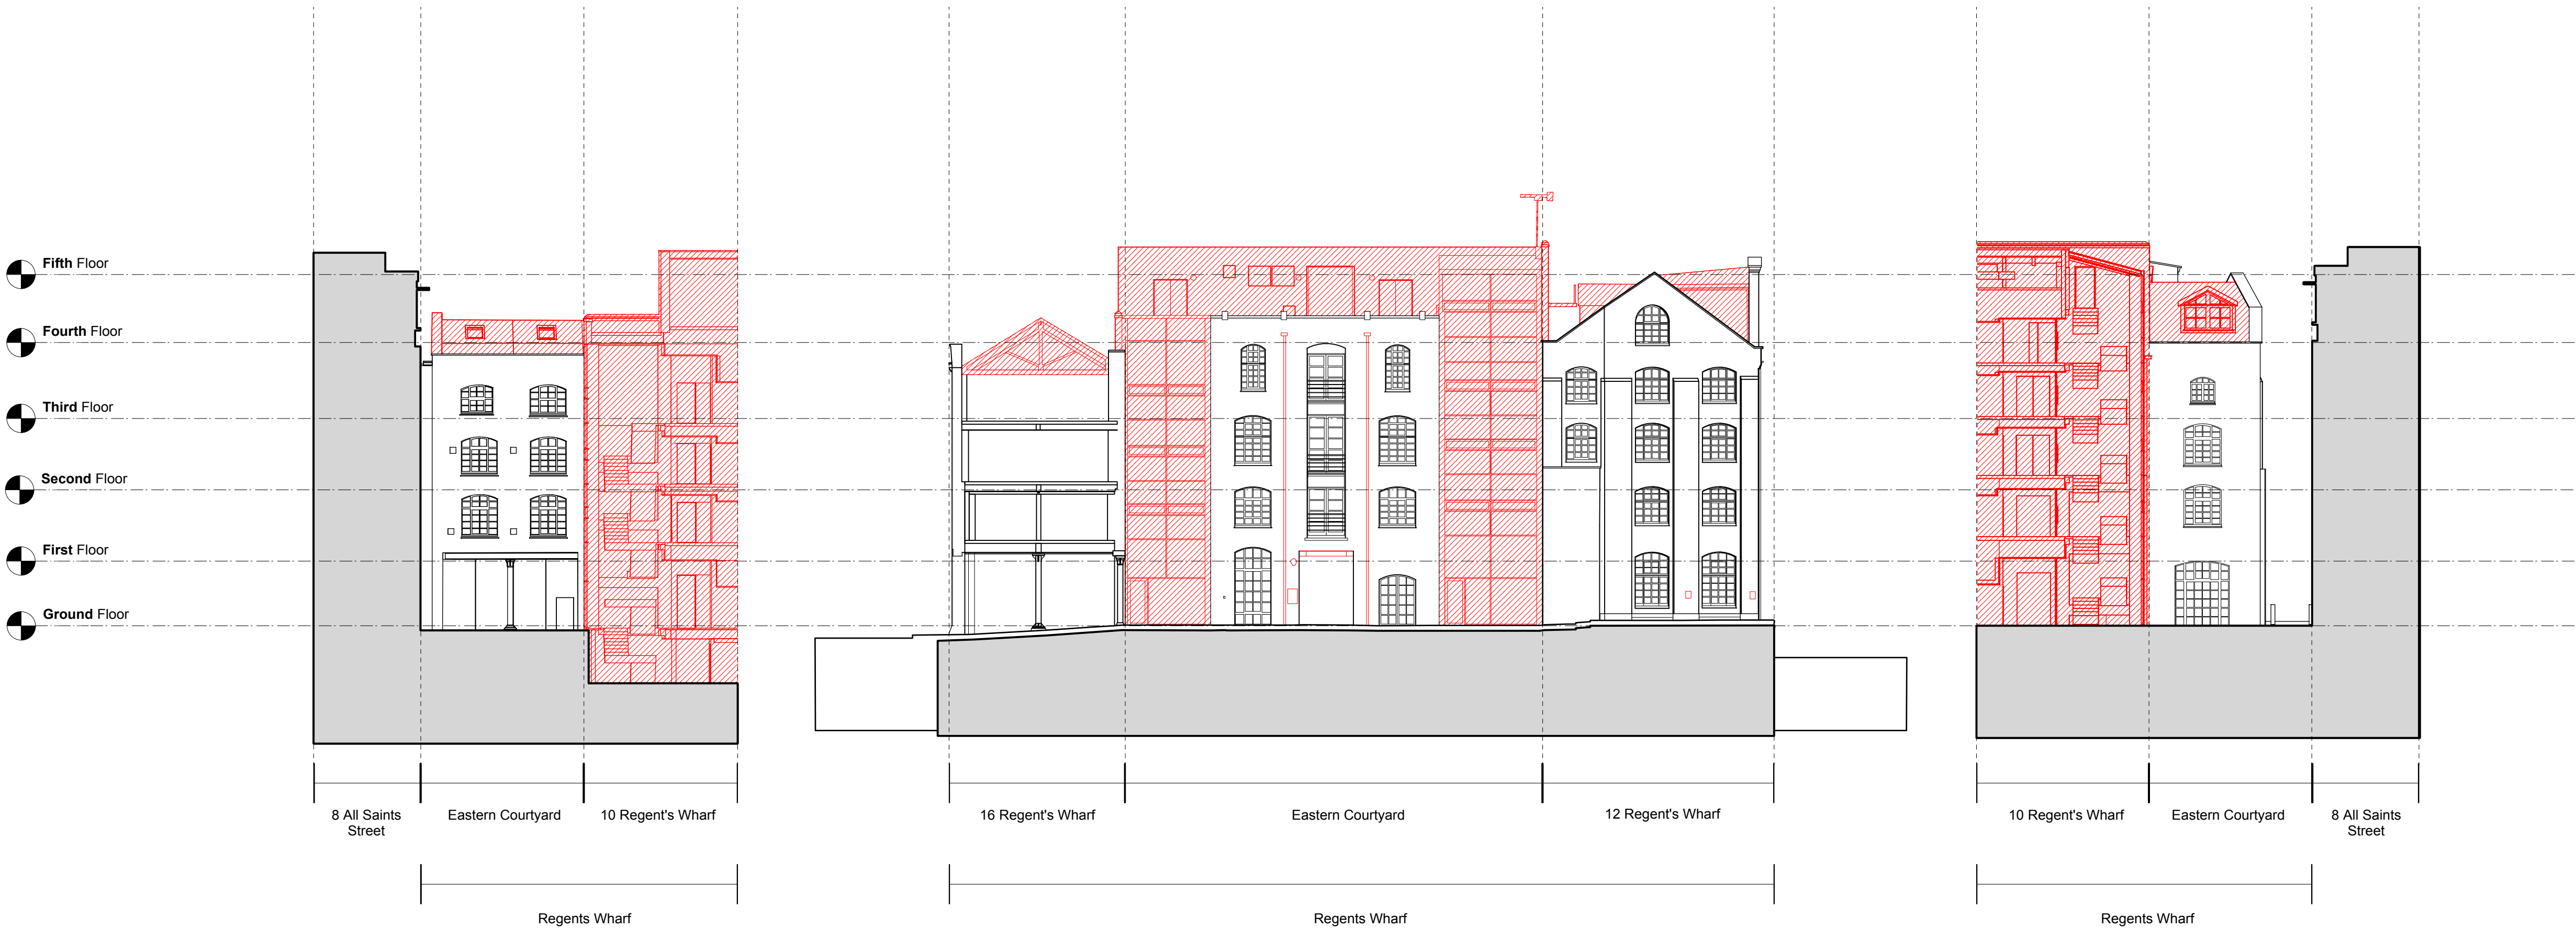 Fifth Floor
Fourth Floor
Third Floor
Second Floor
First Floor
Ground Floor
8 All Saints
Street
Eastern Courtyard
10 Regent's Wharf
16 Regent's Wharf
Eastern Courtyard
12 Regent's Wharf
10 Regent's Wharf
Eastern Courtyard
8 All Saints
Street
Regents Wharf
Regents Wharf
Regents Wharf